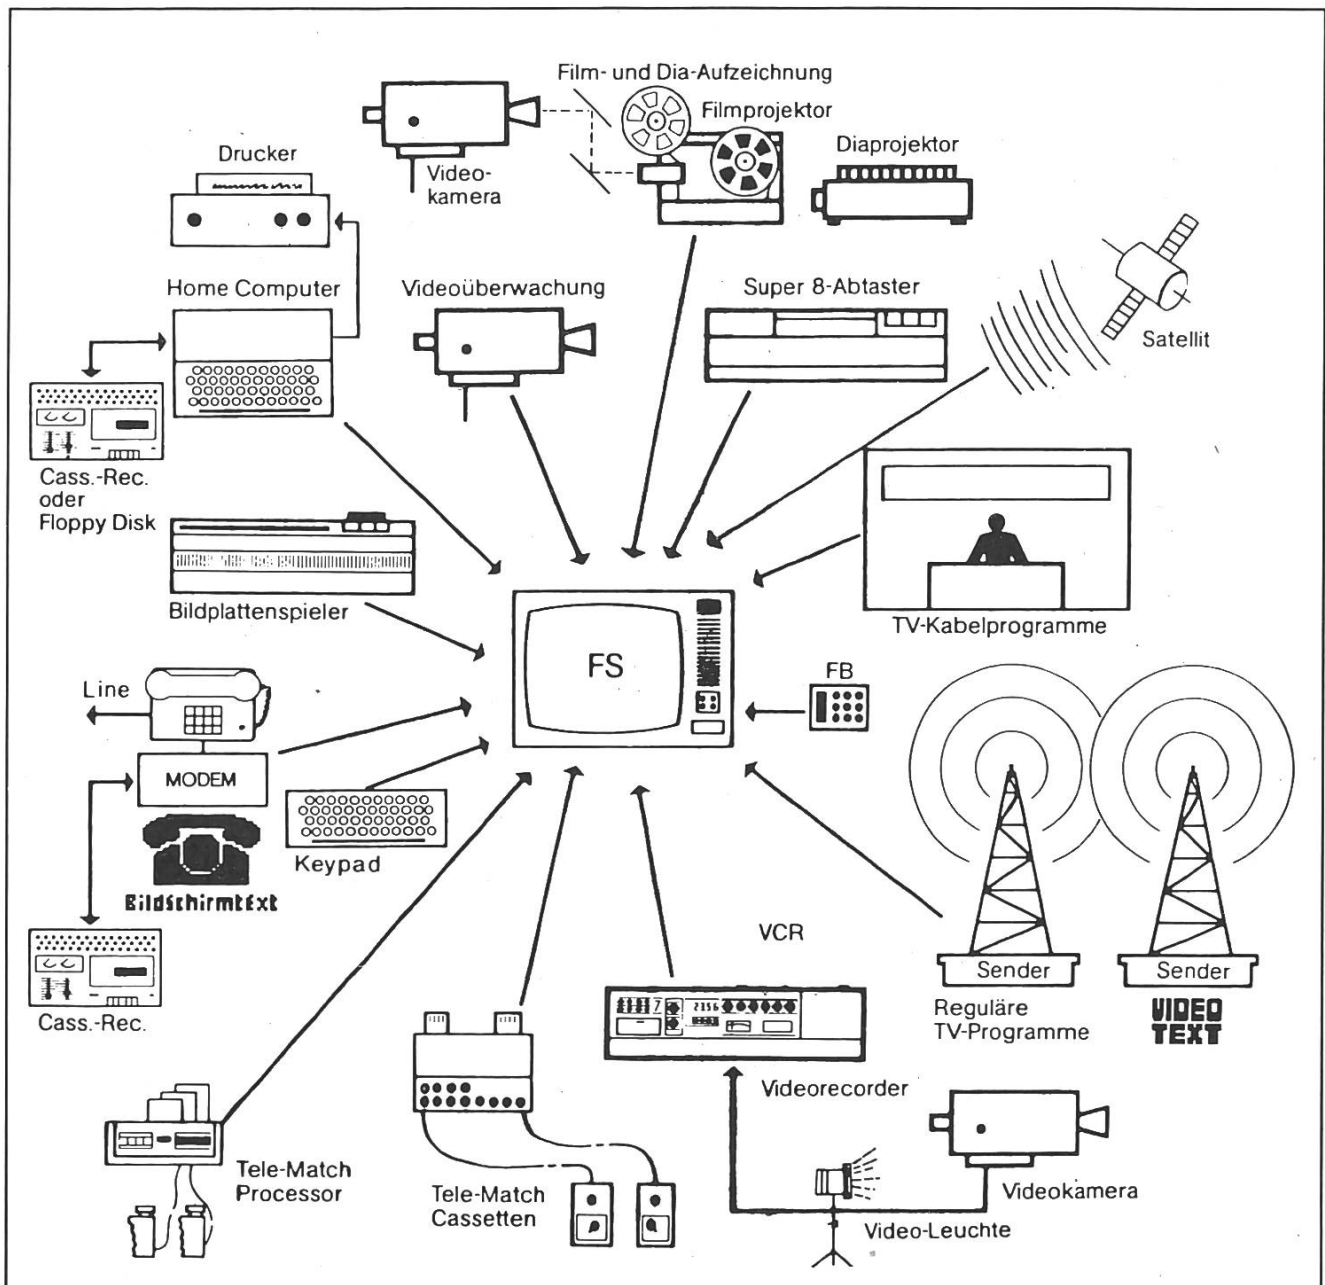 Film- und Dia-Aufzeichnung
Filmprojektor
Diaprojektor
Drucker
Video-
kamera
Home Computer
Videoüberwachung
Super 8-Abtaster
Satellit
Cass.-Rec.
oder
Floppy Disk
Bildplattenspieler
TV-Kabelprogramme
FS
FB
Line
MODEM
Keypad
Bildschirmtext
Cass.-Rec.
VCR
Sender
Sender
Reguläre
TV-Programme
VIDEO
TEXT
Videorecorder
Tele-Match
Processor
Tele-Match
Cassetten
Videokamera
Video-Leuchte